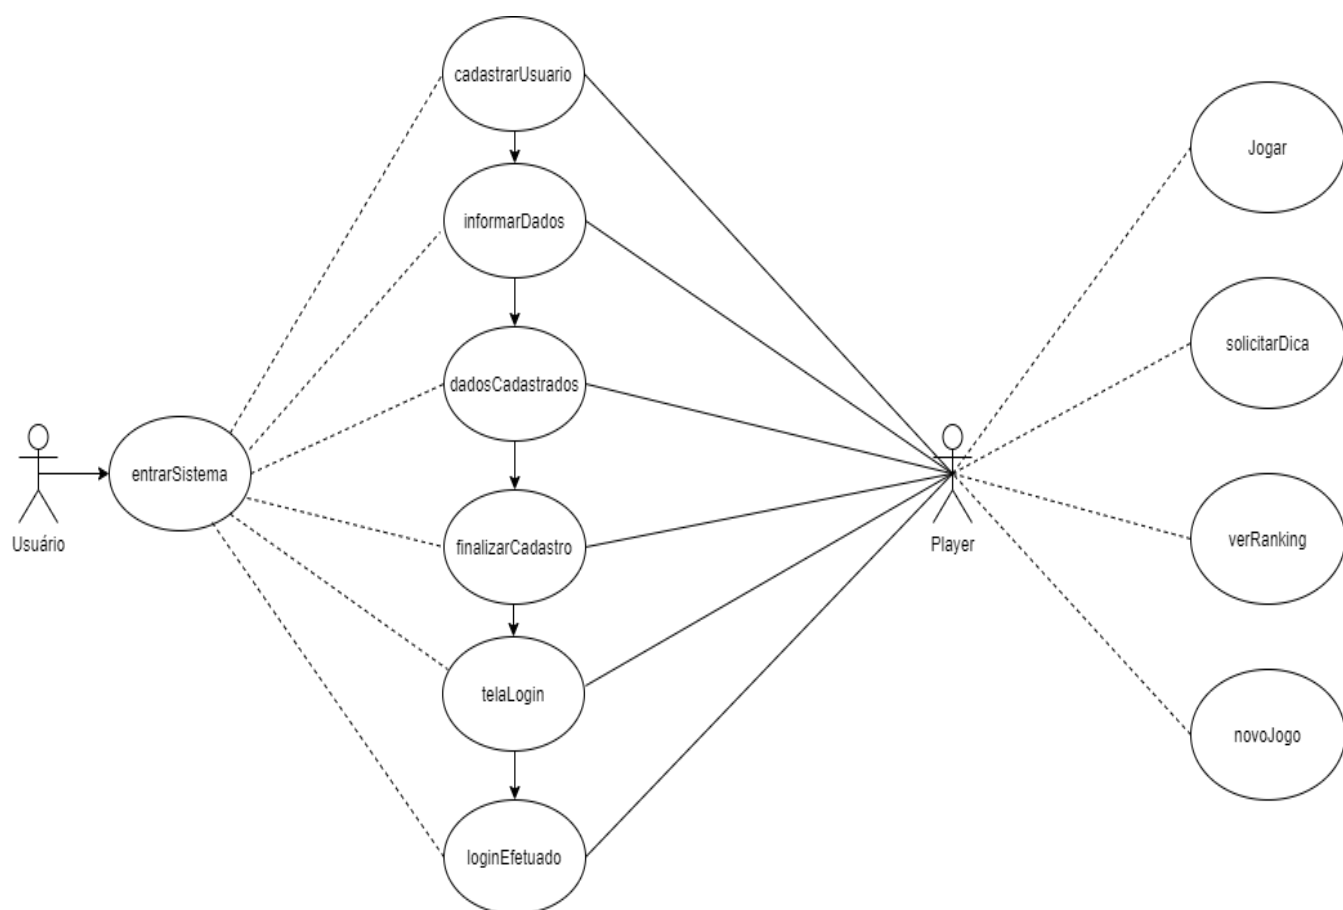 cadastrarUsuario
informarDados
dadosCadastrados
finalizarCadastro
telaLogin
loginEfetuado
entrarSistema
Usuário
Player
Jogar
solicitarDica
verRanking
novoJogo